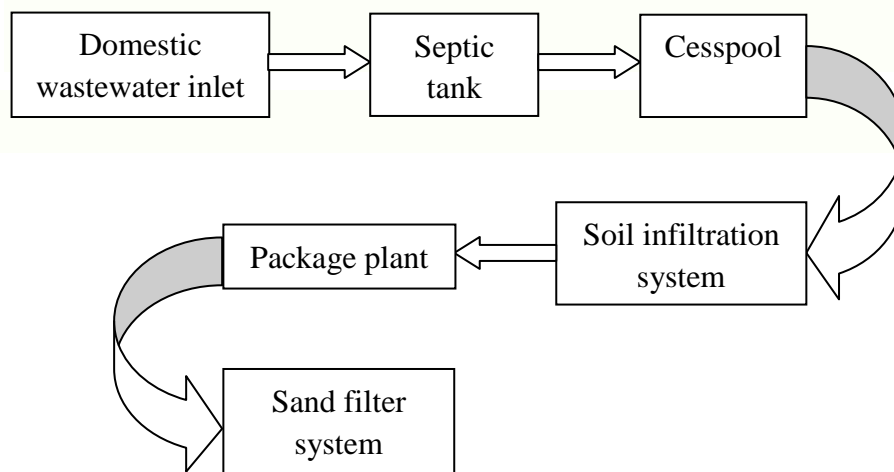 Domestic
wastewater inlet
Septic
tank
Cesspool
Soil infiltration
system
Package plant
Sand filter
system